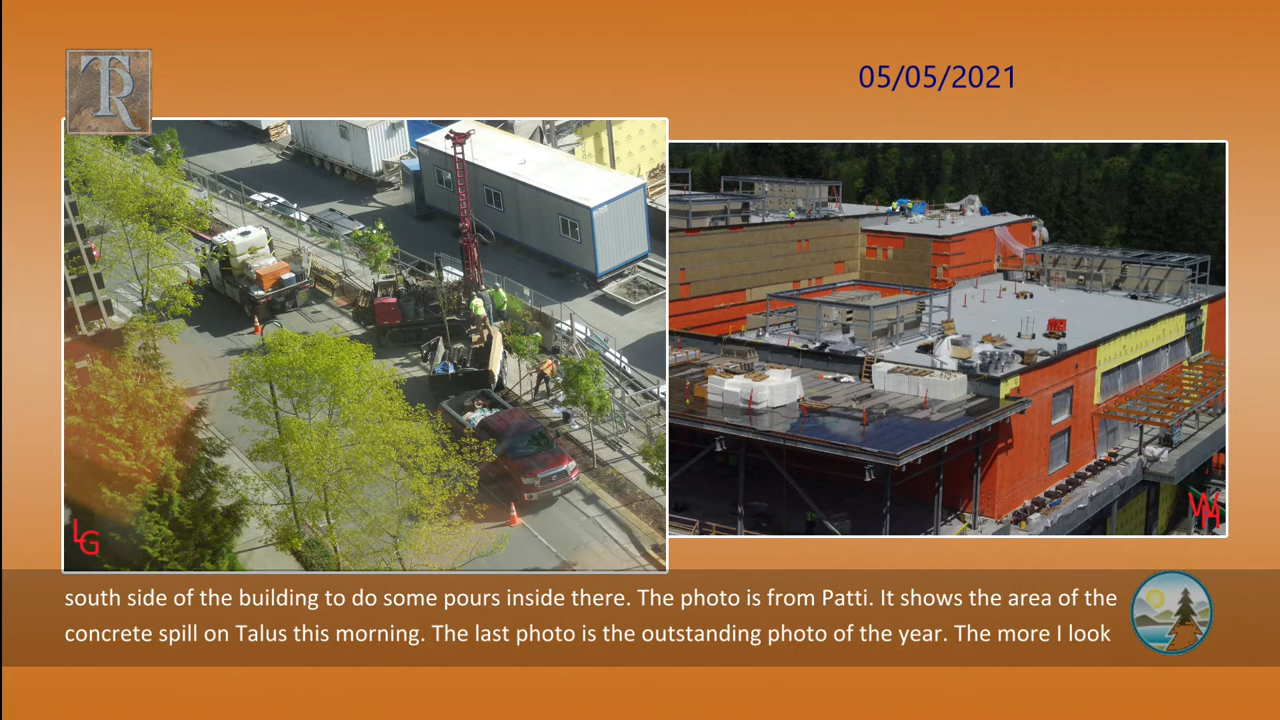 TR
05/05/2021
LG
VM
south side of the building to do some pours inside there. The photo is from Patti. It shows the area of the
concrete spill on Talus this morning. The last photo is the outstanding photo of the year. The more I look